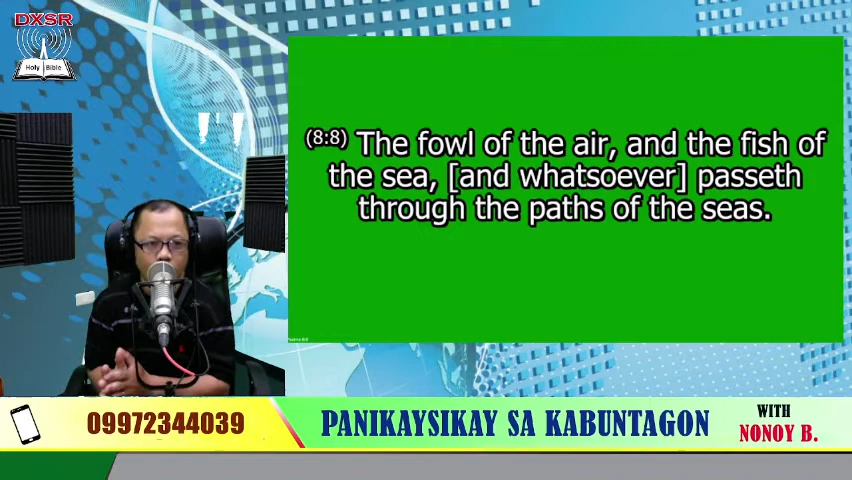 DXSR
Holy Bible
(8:8) The fowl of the air, and the fish of
the sea, [and whatsoever] passeth
through the paths of the seas.
09972344039
PANIKAYSIKAY SA KABUNTAGON
WITH
NONOY B.